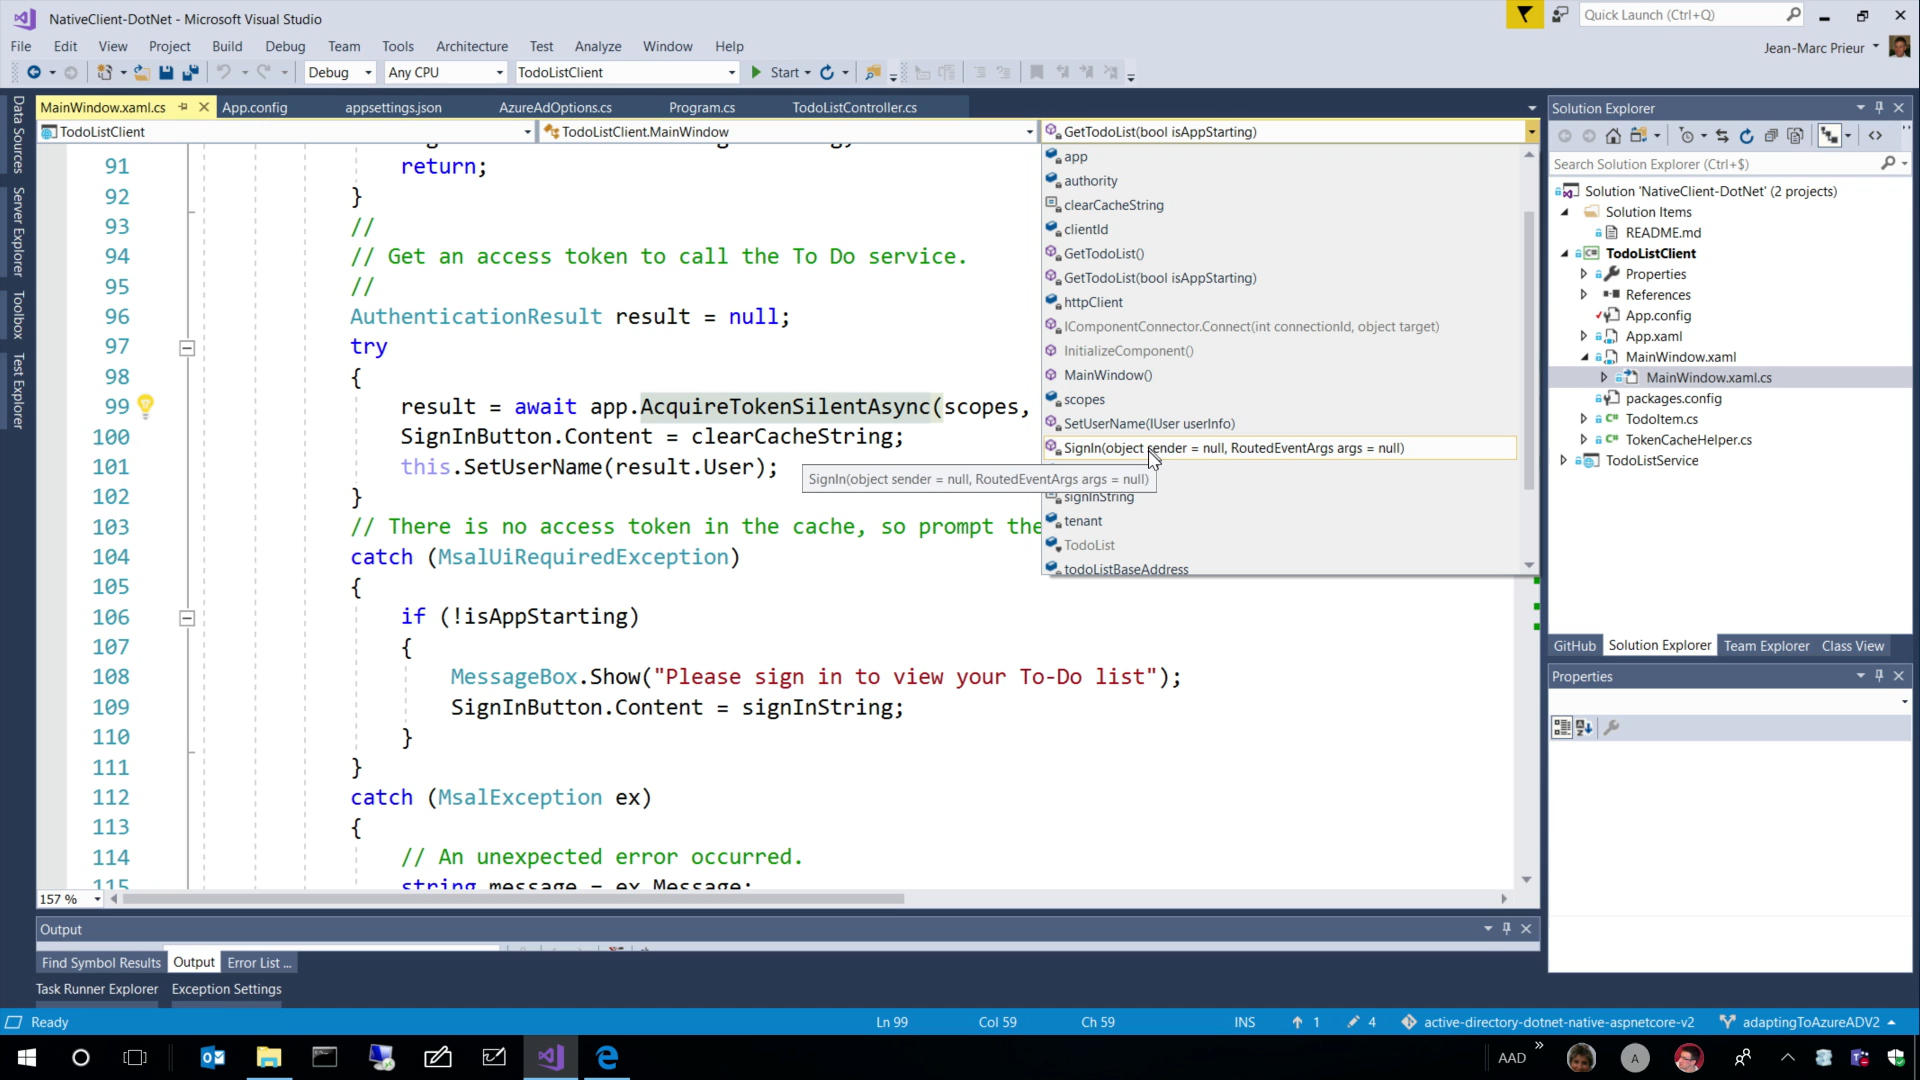 NativeClient-DotNet - Microsoft Visual Studio
Quick Launch (Ctrl+Q)
File Edit View Project Build Debug Team Tools Architecture Test Analyze Window Help
Jean-Marc Prieur
Debug Any CPU TodoListClient Start
MainWindow.xaml.cs App.config appsettings.json AzureAdOptions.cs Program.cs TodoListController.cs
TodoListClient TodoListClient.MainWindow GetTodoList(bool isAppStarting)
Data Sources
Server Explorer
Toolbox
Test Explorer
91 return;
92 }
93 //
94 // Get an access token to call the To Do service.
95 //
96 AuthenticationResult result = null;
97 try
98 {
99 result = await app.AcquireTokenSilentAsync(scopes,
100 SignInButton.Content = clearCacheString;
101 this.SetUserName(result.User);
102 }
103 // There is no access token in the cache, so prompt the
104 catch (MsalUiRequiredException)
105 {
106 if (!isAppStarting)
107 {
108 MessageBox.Show("Please sign in to view your To-Do list");
109 SignInButton.Content = signInString;
110 }
111 }
112 catch (MsalException ex)
113 {
114 // An unexpected error occurred.
115 string message = ex.Message;
app
authority
clearCacheString
clientId
GetTodoList()
GetTodoList(bool isAppStarting)
httpClient
IComponentConnector.Connect(int connectionId, object target)
InitializeComponent()
MainWindow()
scopes
SetUserName(IUser userInfo)
SignIn(object sender = null, RoutedEventArgs args = null)
SignIn(object sender = null, RoutedEventArgs args = null)
signInString
tenant
TodoList
todoListBaseAddress
157 %
Solution Explorer
Search Solution Explorer (Ctrl+$)
Solution 'NativeClient-DotNet' (2 projects)
Solution Items
README.md
TodoListClient
Properties
References
App.config
App.xaml
MainWindow.xaml
MainWindow.xaml.cs
packages.config
TodoItem.cs
TokenCacheHelper.cs
TodoListService
GitHub Solution Explorer Team Explorer Class View
Properties
Output
Find Symbol Results Output Error List ...
Task Runner Explorer Exception Settings
Ready Ln 99 Col 59 Ch 59 INS 1 4 active-directory-dotnet-native-aspnetcore-v2 adaptingToAzureADV2
AAD A